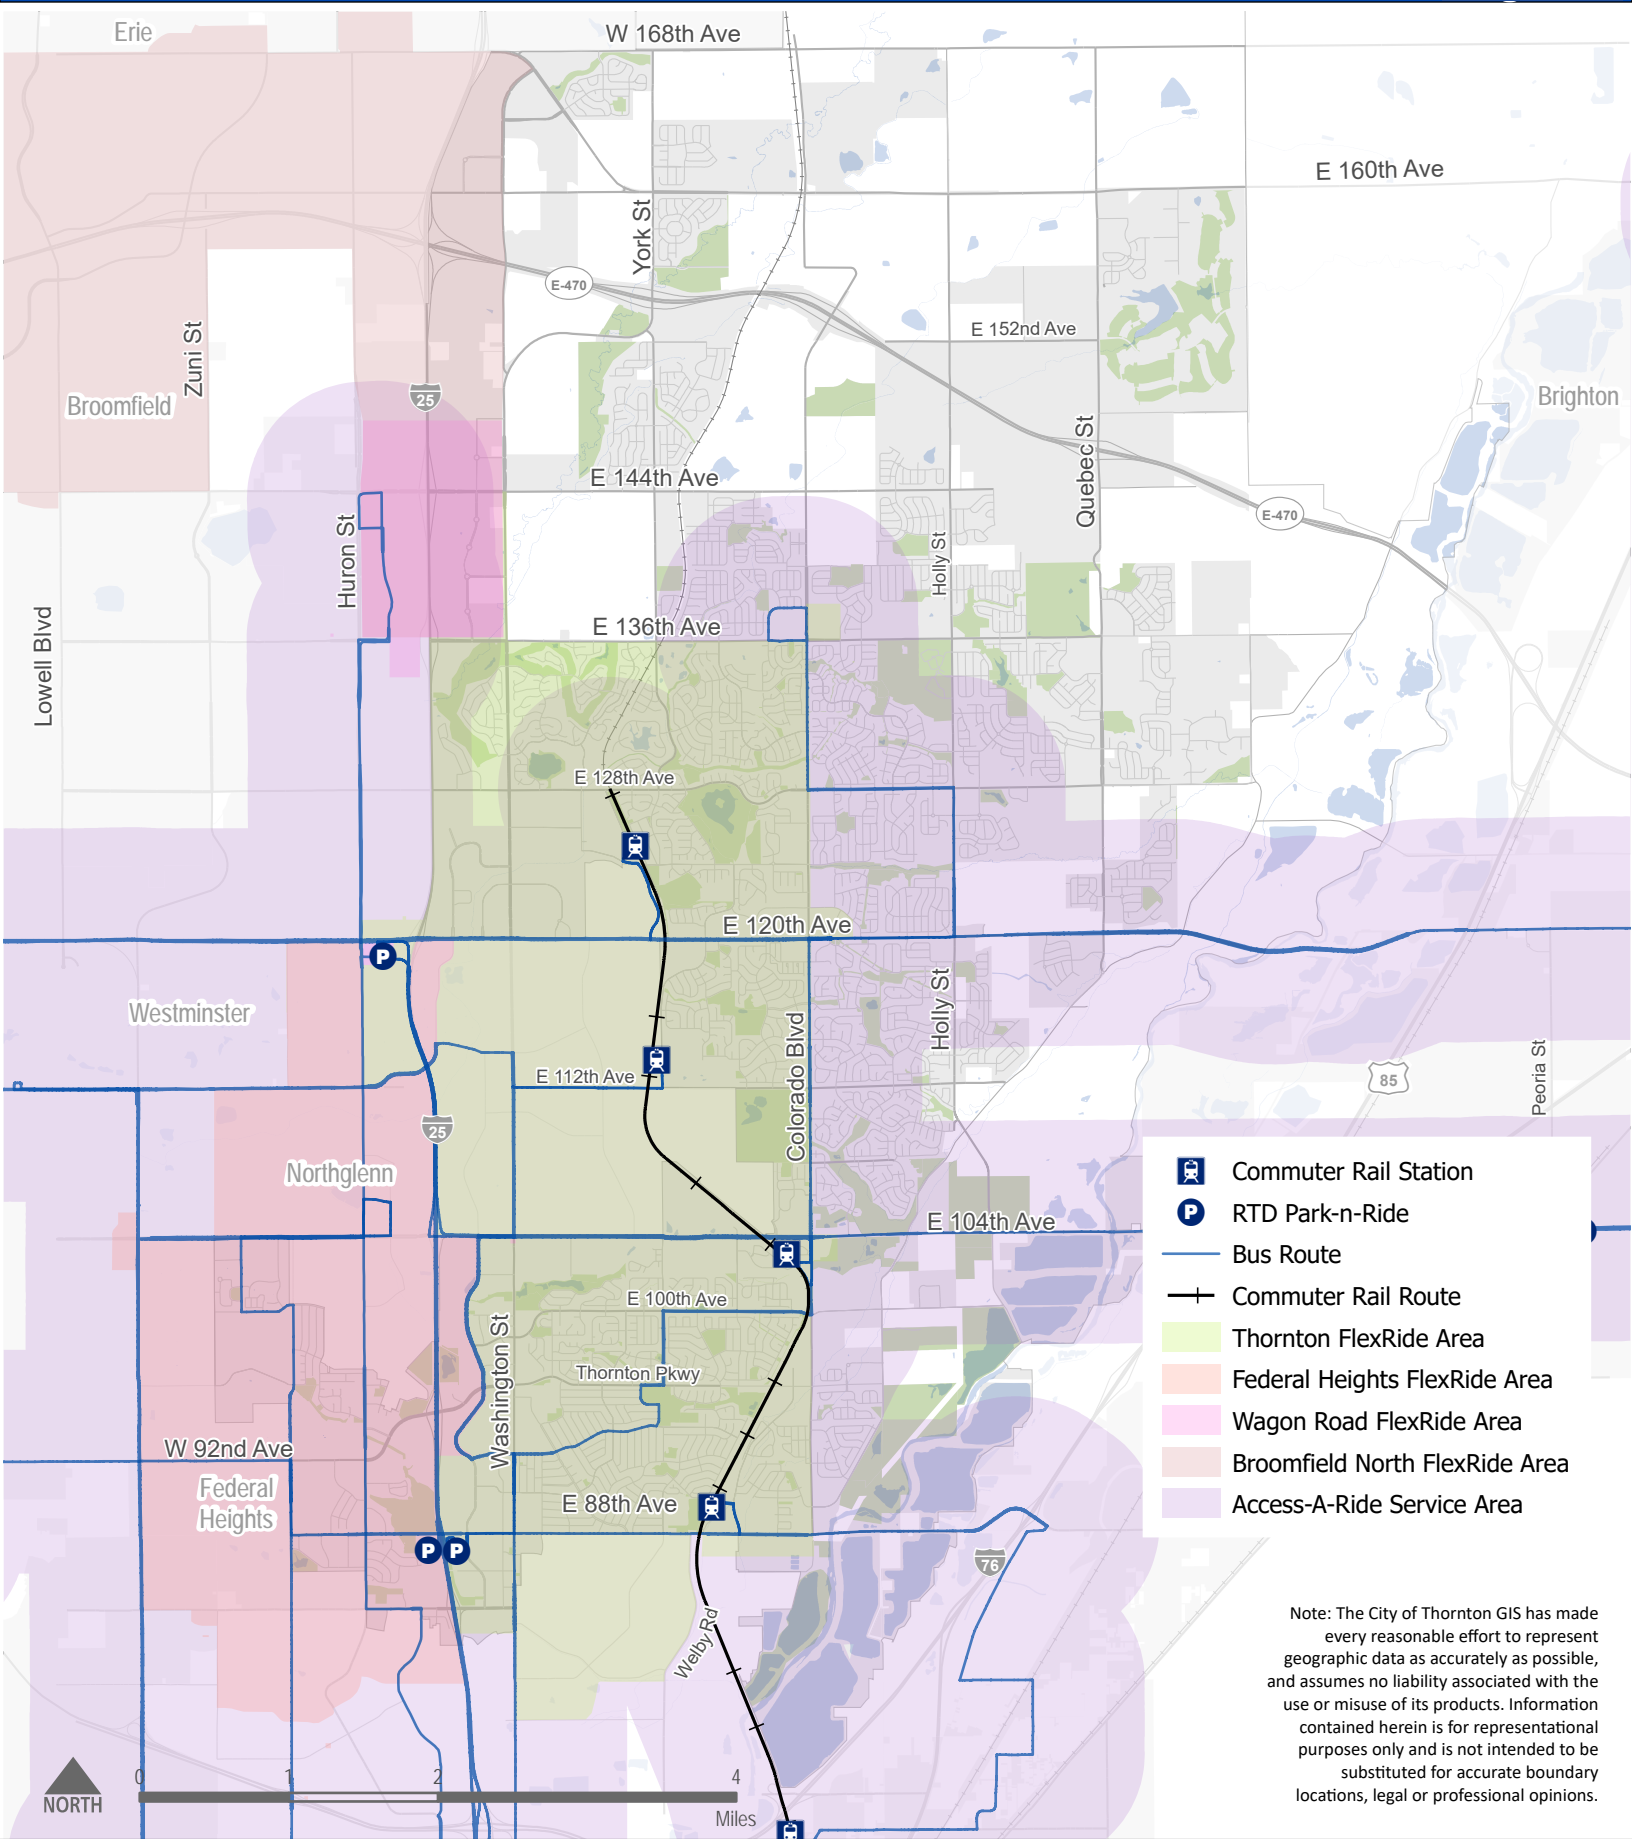 Erie
W 168th Ave
E 160th Ave
York St
E-470
E 152nd Ave
Zuni St
25
Broomfield
Brighton
Quebec St
E 144th Ave
E-470
Huron St
Holly St
Lowell Blvd
E 136th Ave
E 128th Ave
E 120th Ave
P
Westminster
Holly St
Colorado Blvd
E 112th Ave
85
Peoria St
25
Northglenn
E 104th Ave
E 100th Ave
Washington St
Thornton Pkwy
W 92nd Ave
Federal
Heights
E 88th Ave
P
P
76
Welby Rd
Commuter Rail Station
P
RTD Park-n-Ride
Bus Route
Commuter Rail Route
Thornton FlexRide Area
Federal Heights FlexRide Area
Wagon Road FlexRide Area
Broomfield North FlexRide Area
Access-A-Ride Service Area
Note: The City of Thornton GIS has made
every reasonable effort to represent
geographic data as accurately as possible,
and assumes no liability associated with the
use or misuse of its products. Information
contained herein is for representational
purposes only and is not intended to be
substituted for accurate boundary
locations, legal or professional opinions.
NORTH
0 1 2 4
Miles